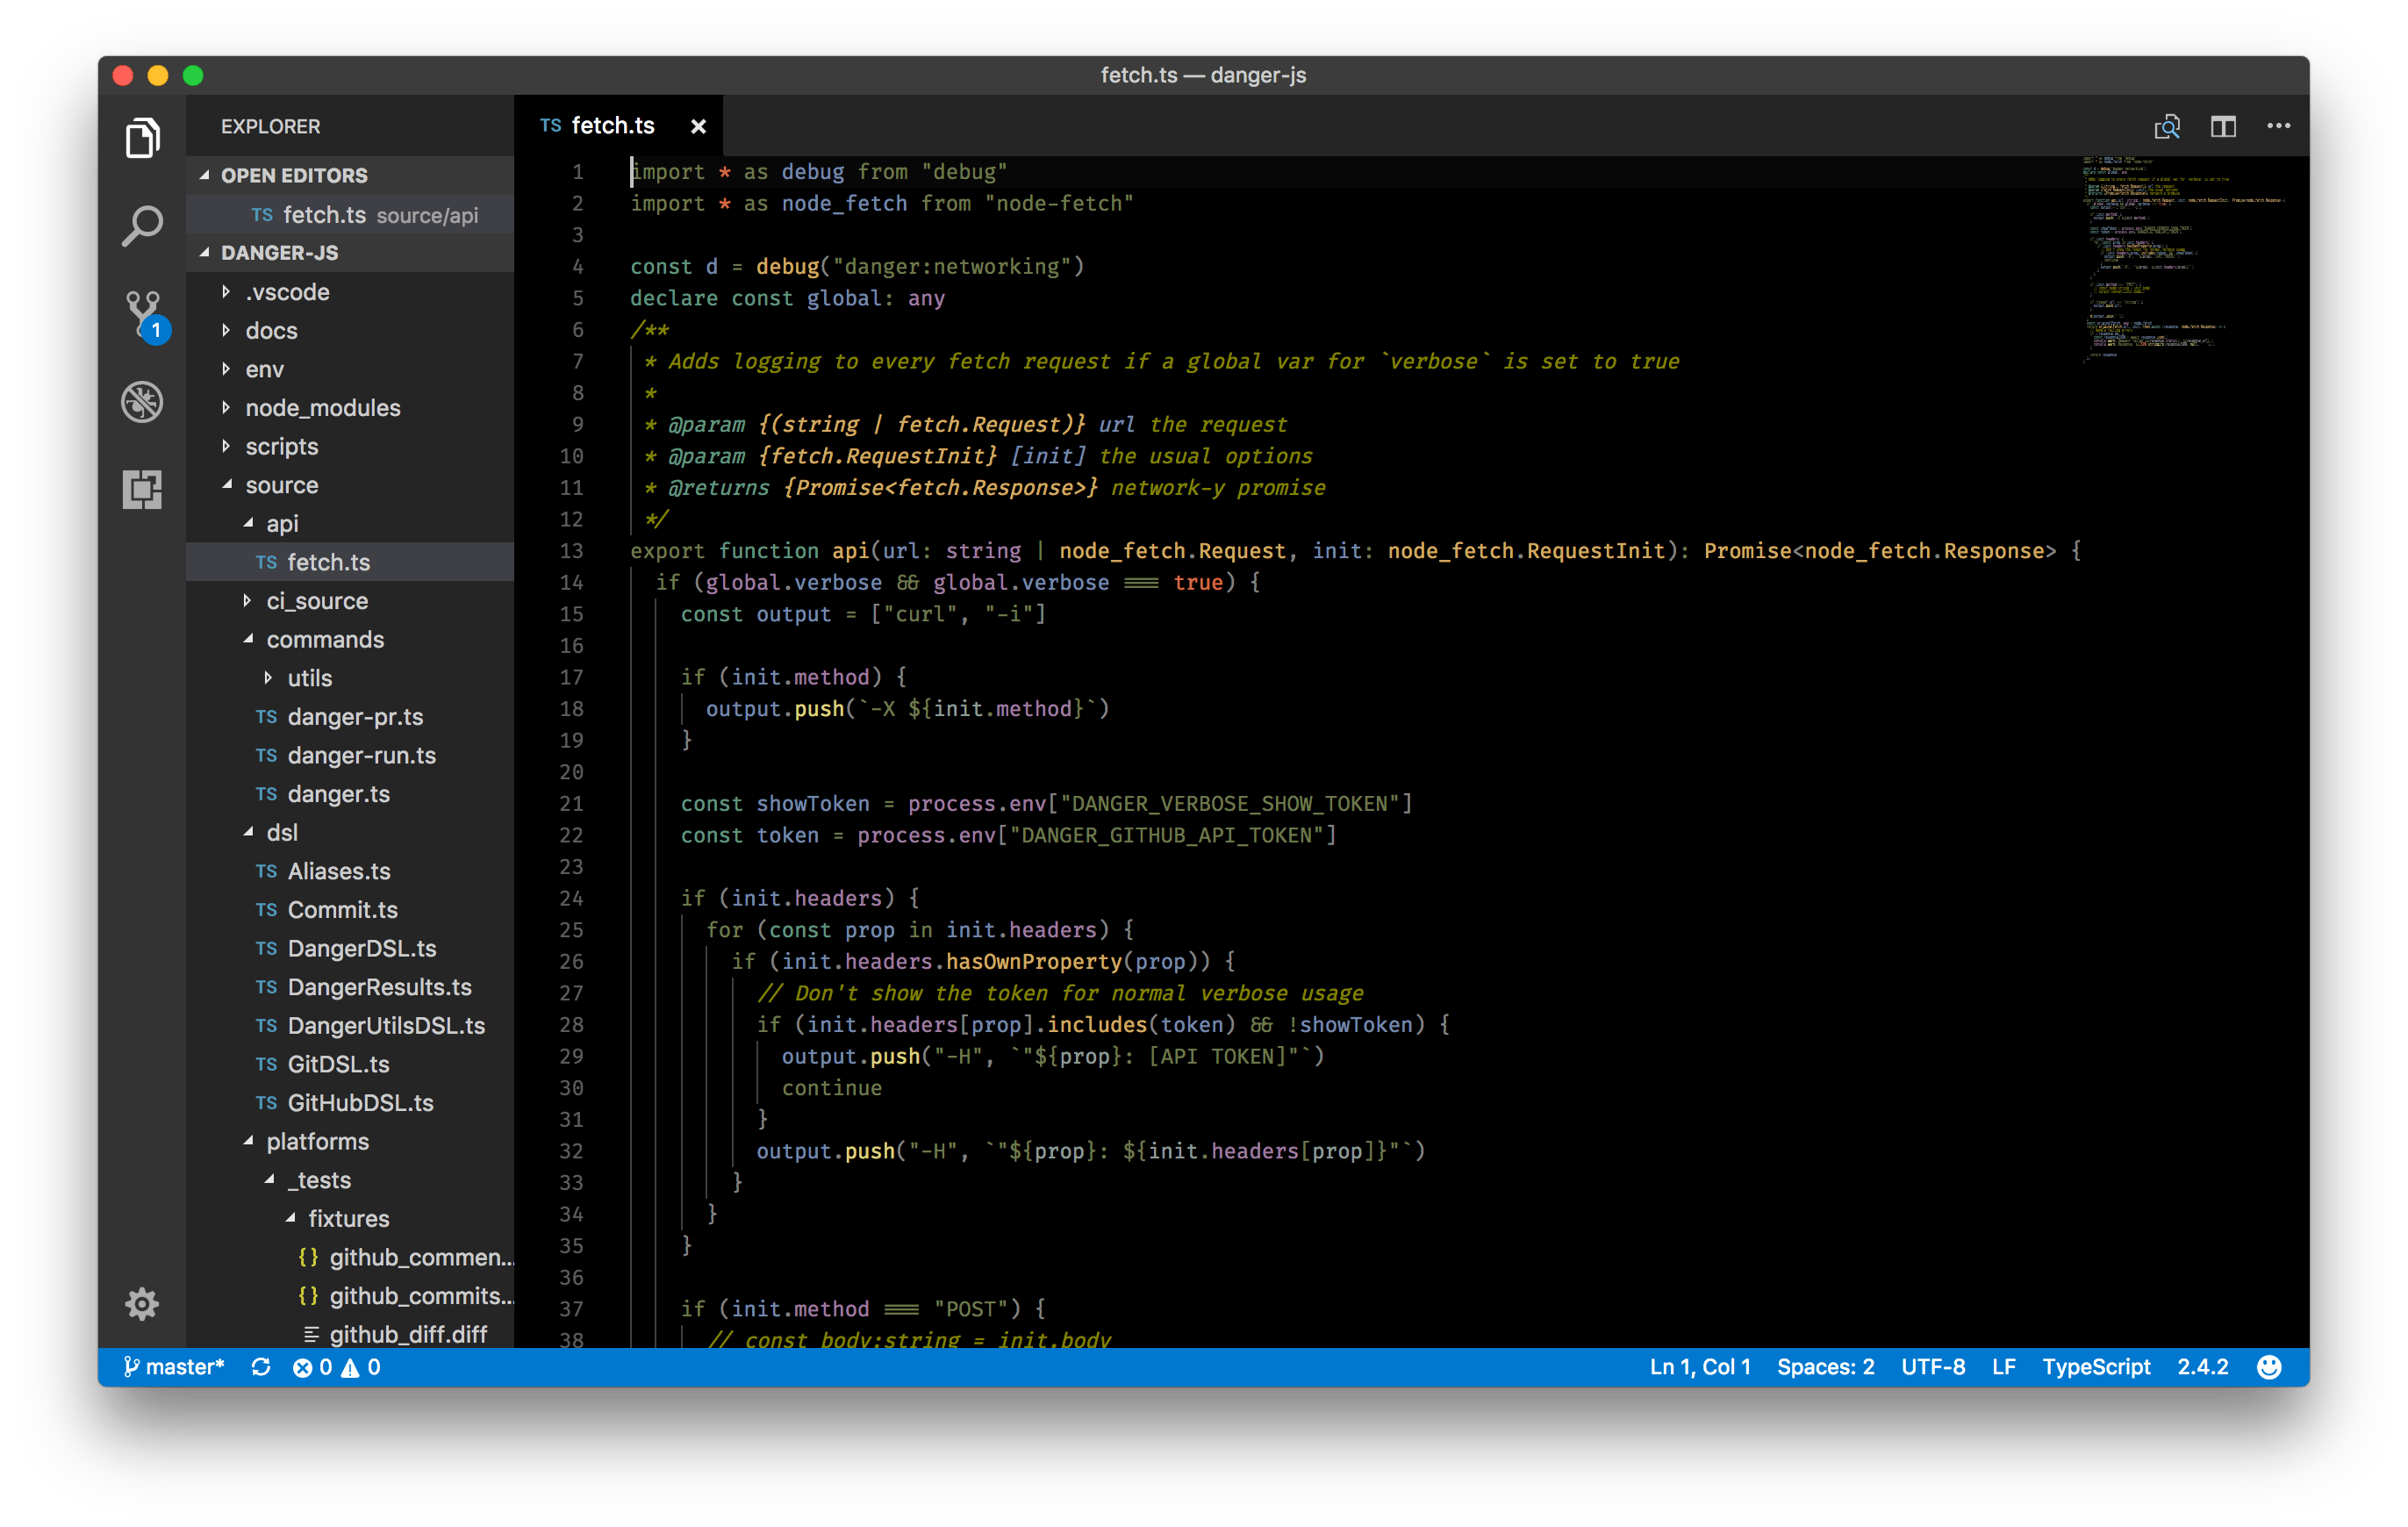 fetch.ts — danger-js
EXPLORER
OPEN EDITORS
TS fetch.ts source/api
DANGER-JS
.vscode
docs
env
node_modules
scripts
source
api
TS fetch.ts
ci_source
commands
utils
TS danger-pr.ts
TS danger-run.ts
TS danger.ts
dsl
TS Aliases.ts
TS Commit.ts
TS DangerDSL.ts
TS DangerResults.ts
TS DangerUtilsDSL.ts
TS GitDSL.ts
TS GitHubDSL.ts
platforms
_tests
fixtures
{} github_commen...
{} github_commits...
github_diff.diff
1
TS fetch.ts ×
1 import * as debug from "debug"
2 import * as node_fetch from "node-fetch"
3
4 const d = debug("danger:networking")
5 declare const global: any
6 /**
7 * Adds logging to every fetch request if a global var for `verbose` is set to true
8 *
9 * @param {(string | fetch.Request)} url the request
10 * @param {fetch.RequestInit} [init] the usual options
11 * @returns {Promise<fetch.Response>} network-y promise
12 */
13 export function api(url: string | node_fetch.Request, init: node_fetch.RequestInit): Promise<node_fetch.Response> {
14 if (global.verbose && global.verbose === true) {
15 const output = ["curl", "-i"]
16
17 if (init.method) {
18 output.push(`-X ${init.method}`)
19 }
20
21 const showToken = process.env["DANGER_VERBOSE_SHOW_TOKEN"]
22 const token = process.env["DANGER_GITHUB_API_TOKEN"]
23
24 if (init.headers) {
25 for (const prop in init.headers) {
26 if (init.headers.hasOwnProperty(prop)) {
27 // Don't show the token for normal verbose usage
28 if (init.headers[prop].includes(token) && !showToken) {
29 output.push("-H", `"${prop}: [API TOKEN]"`)
30 continue
31 }
32 output.push("-H", `"${prop}: ${init.headers[prop]}"`)
33 }
34 }
35 }
36
37 if (init.method === "POST") {
38 // const body:string = init.body
master* 0 0
Ln 1, Col 1 Spaces: 2 UTF-8 LF TypeScript 2.4.2